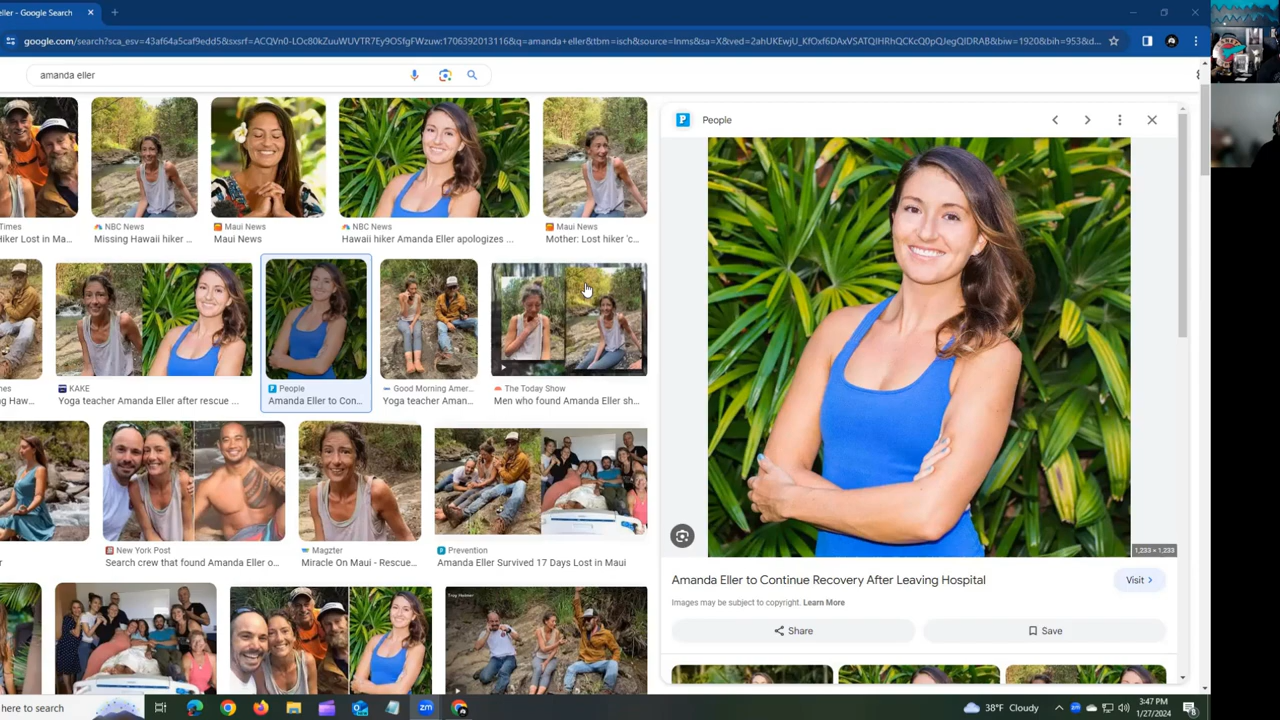 eller - Google Search
google.com/search?sca_esv=43af64a5caf9edd5&sxsrf=ACQVn0-LOc80kZuuWUVTR7Ey9OSfgFWzuw:1706392013116&q=amanda+eller&tbm=isch&source=lnms&sa=X&ved=2ahUKEwjU_KfOxf6DAxVSATQIHRhQCKcQ0pQJegQIDRAB&biw=1920&bih=953&d...
amanda eller
P People
Times
NBC News
Maui News
NBC News
Maui News
Hiker Lost in Ma...
Missing Hawaii hiker ...
Maui News
Hawaii hiker Amanda Eller apologizes ...
Mother: Lost hiker 'c...
mes
KAKE
People
Good Morning Amer...
The Today Show
ng Haw...
Yoga teacher Amanda Eller after rescue ...
Amanda Eller to Con...
Yoga teacher Aman...
Men who found Amanda Eller sh...
New York Post
Magzter
Prevention
Search crew that found Amanda Eller o...
Miracle On Maui - Rescue...
Amanda Eller Survived 17 Days Lost in Maui
1,233 × 1,233
Amanda Eller to Continue Recovery After Leaving Hospital
Visit
Images may be subject to copyright. Learn More
Share
Save
here to search
zm
38°F Cloudy
3:47 PM
1/27/2024